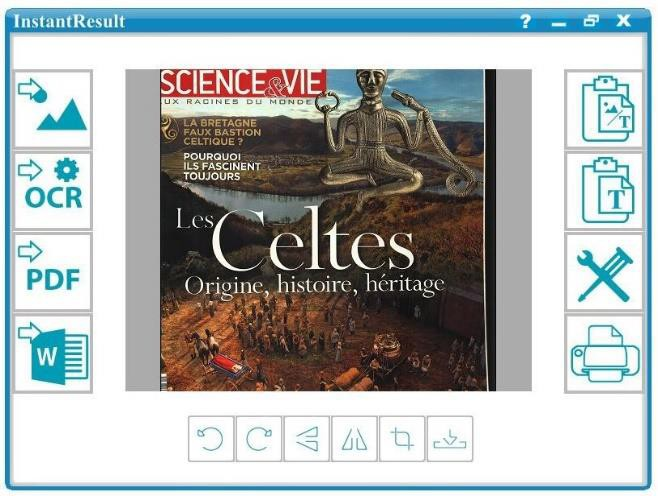 InstantResult
?
SCIENCE&VIE
UX RACINES DU MONDE
LA BRETAGNE
FAUX BASTION
CELTIQUE ?
POURQUOI
ILS FASCINENT
TOUJOURS
Les Celtes
Origine, histoire, héritage
OCR
PDF
W
T
T